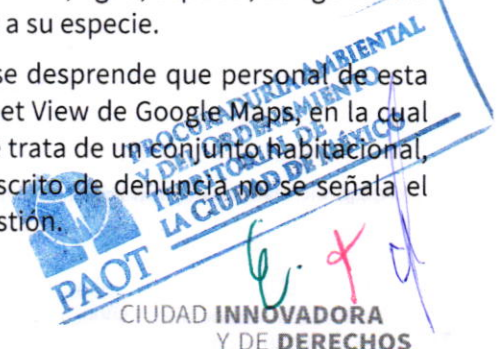 a su especie.
se desprende que personal de esta
et View de Google Maps, en la cual
trata de un conjunto habitacional,
scrito de denuncia no se señala el
stión.
PROCURADURÍA AMBIENTAL
Y DEL ORDENAMIENTO
TERRITORIAL DE
LA CIUDAD DE MÉXICO
PAOT
CIUDAD INNOVADORA
Y DE DERECHOS